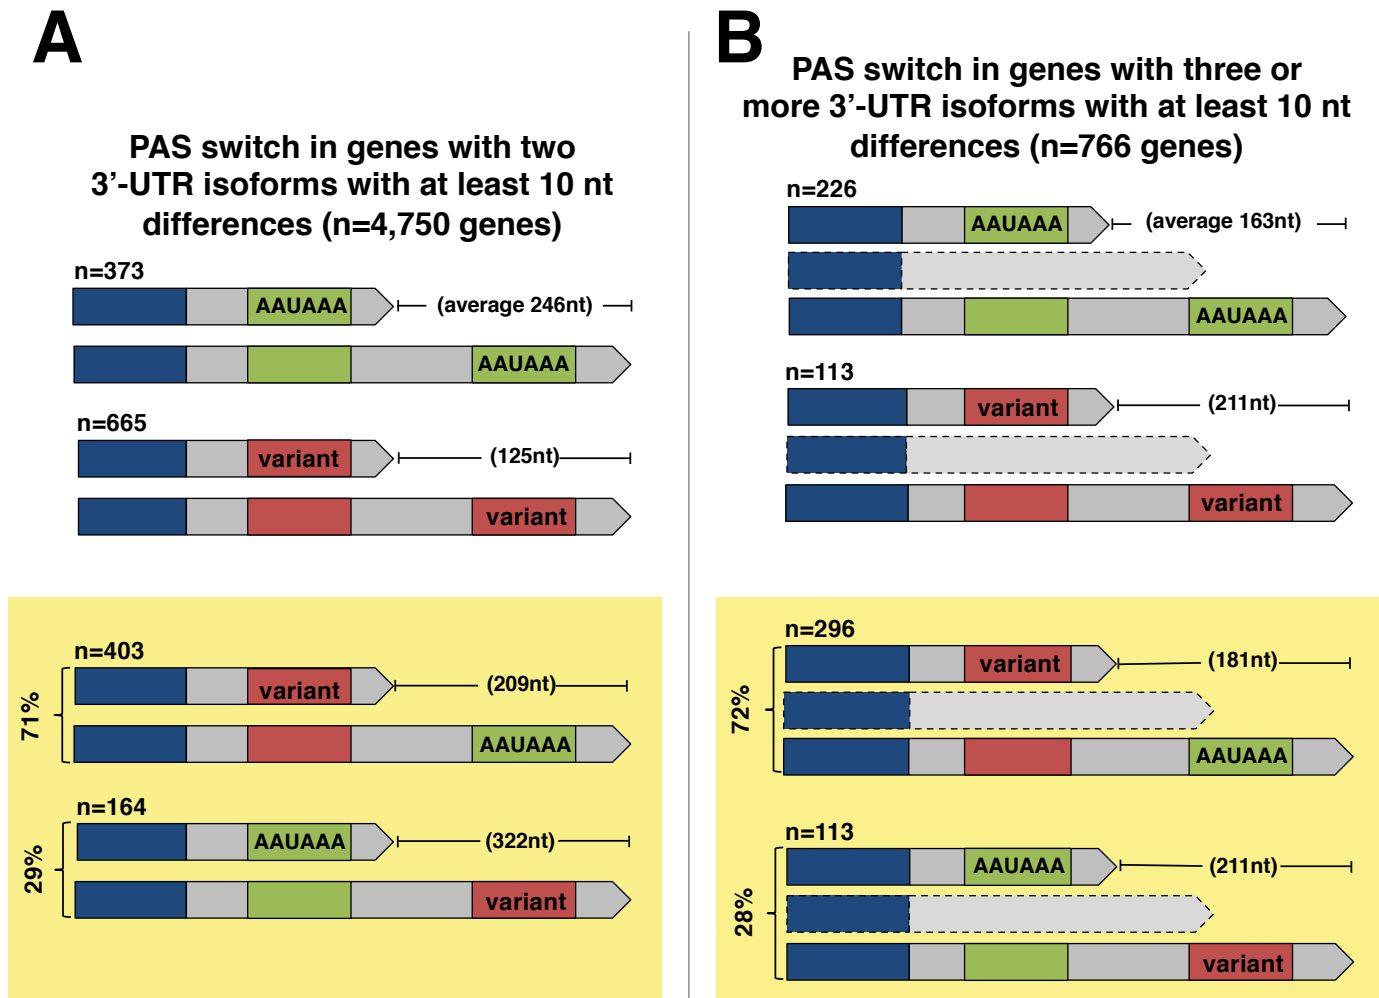 A
PAS switch in genes with two
3’-UTR isoforms with at least 10 nt
differences (n=4,750 genes)
n=373
AAUAAA
(average 246nt)
AAUAAA
n=665
variant
(125nt)
variant
n=403
71%
variant
(209nt)
AAUAAA
n=164
29%
AAUAAA
(322nt)
variant
B
PAS switch in genes with three or
more 3’-UTR isoforms with at least 10 nt
differences (n=766 genes)
n=226
AAUAAA
(average 163nt)
AAUAAA
n=113
variant
(211nt)
variant
n=296
72%
variant
(181nt)
AAUAAA
n=113
28%
AAUAAA
(211nt)
variant